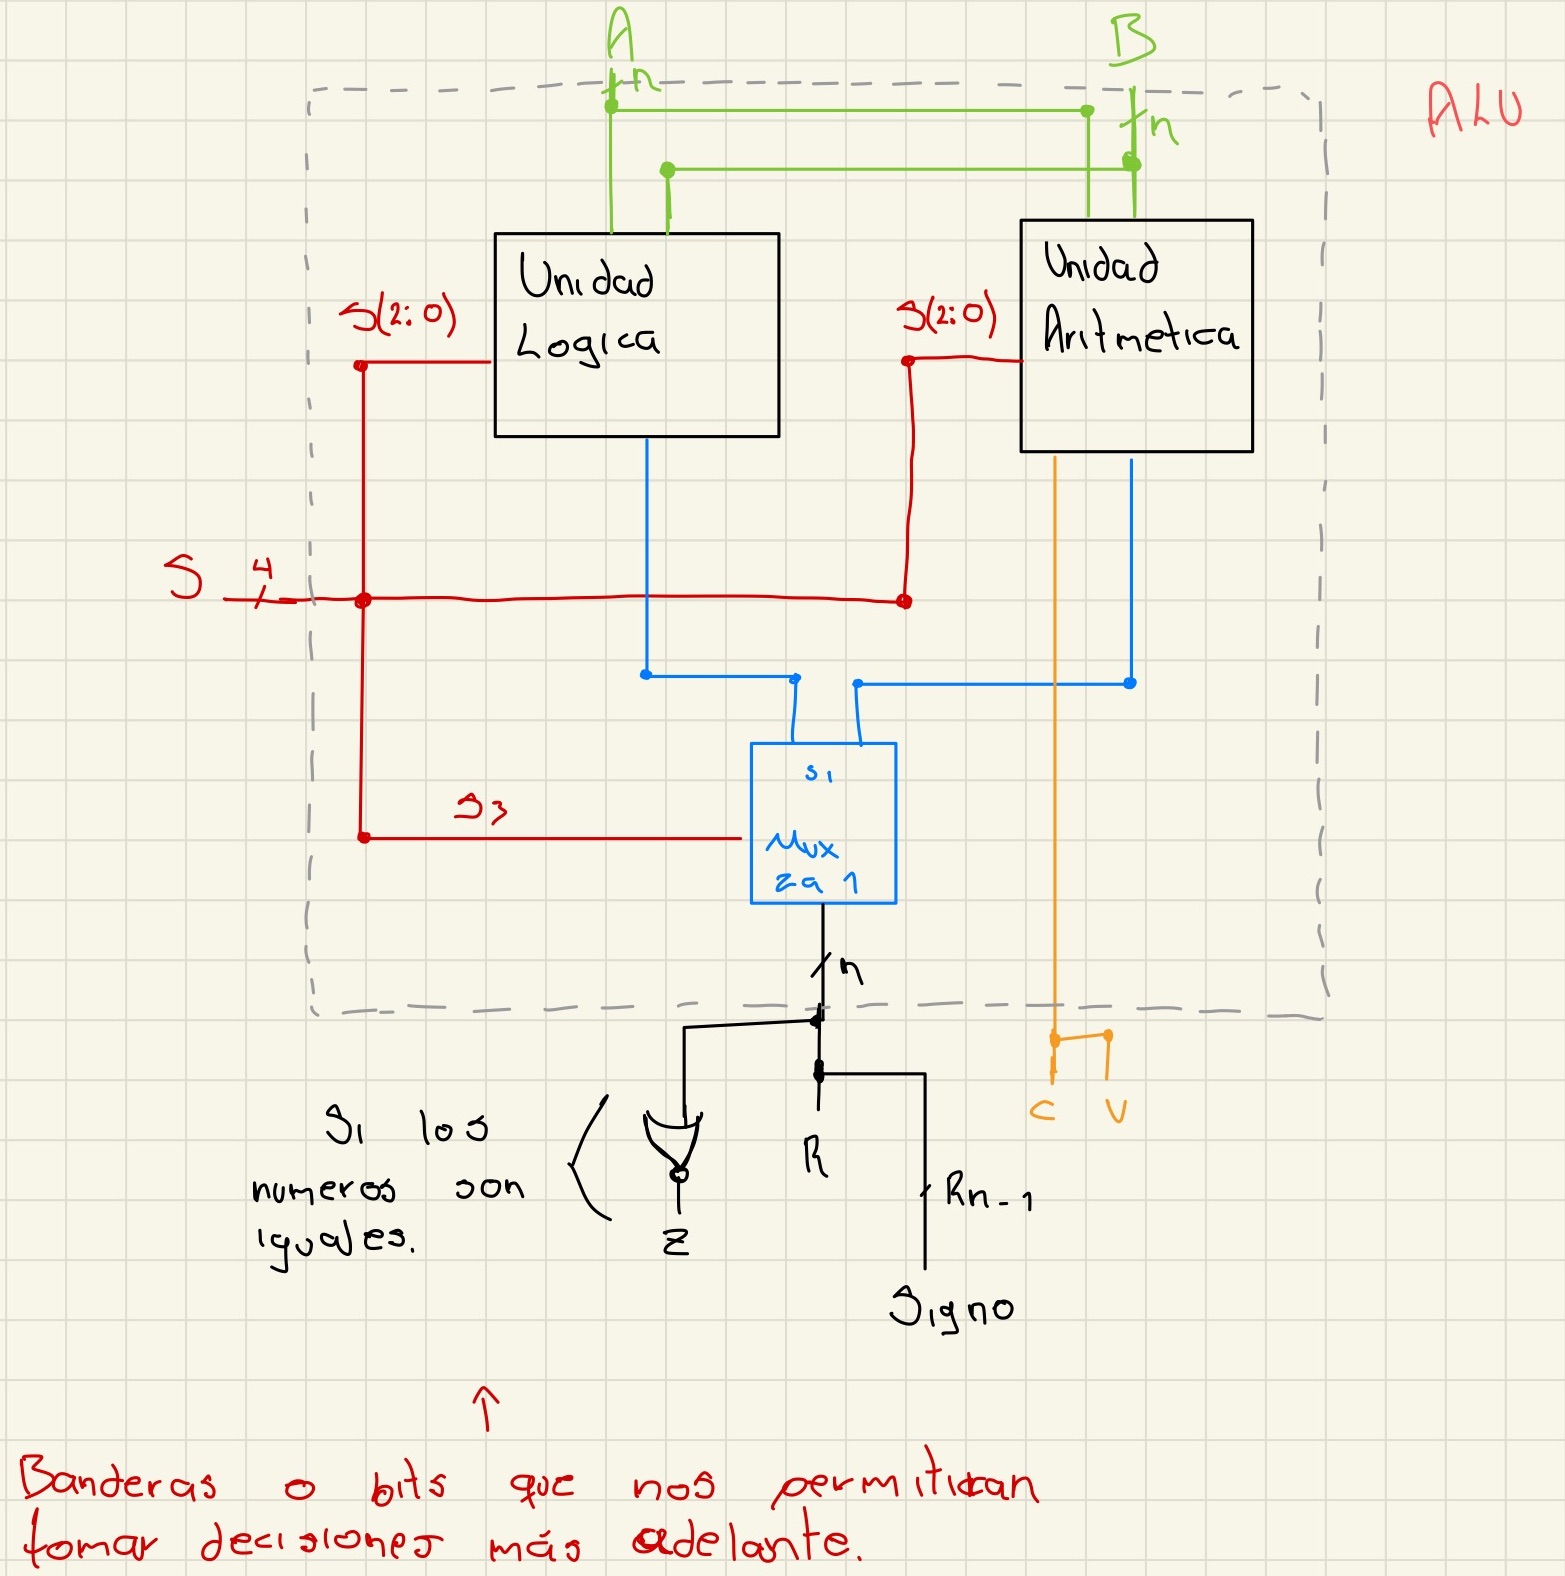 A
B
n
n
ALU
Unidad
Logica
Unidad
Aritmetica
S(2:0)
S(2:0)
S 4
S3
S1
Mux
2a 1
n
C V
Si los
numeros son
iguales.
R
Rn-1
Z
Signo
↑
Banderas o bits que nos permitiran
tomar decisiones más adelante.